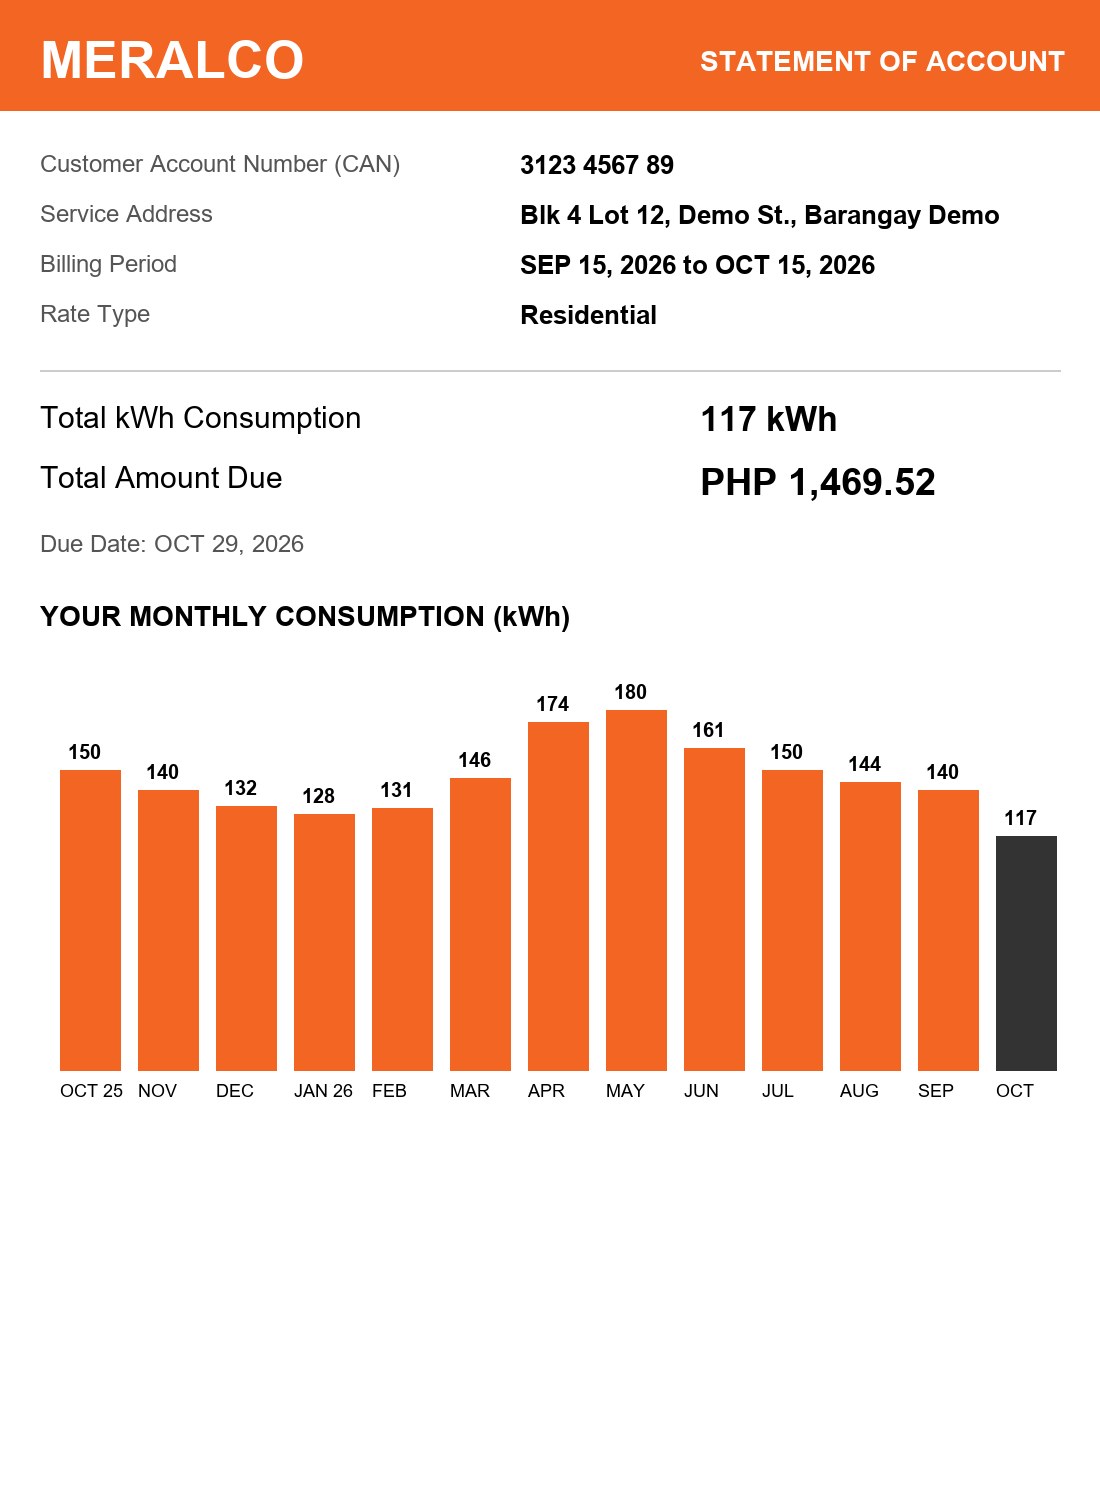 MERALCO
STATEMENT OF ACCOUNT
Customer Account Number (CAN) 3123 4567 89
Service Address Blk 4 Lot 12, Demo St., Barangay Demo
Billing Period SEP 15, 2026 to OCT 15, 2026
Rate Type Residential
Total kWh Consumption 117 kWh
Total Amount Due PHP 1,469.52
Due Date: OCT 29, 2026
YOUR MONTHLY CONSUMPTION (kWh)
150 140 132 128 131 146 174 180 161 150 144 140 117
OCT 25 NOV DEC JAN 26 FEB MAR APR MAY JUN JUL AUG SEP OCT